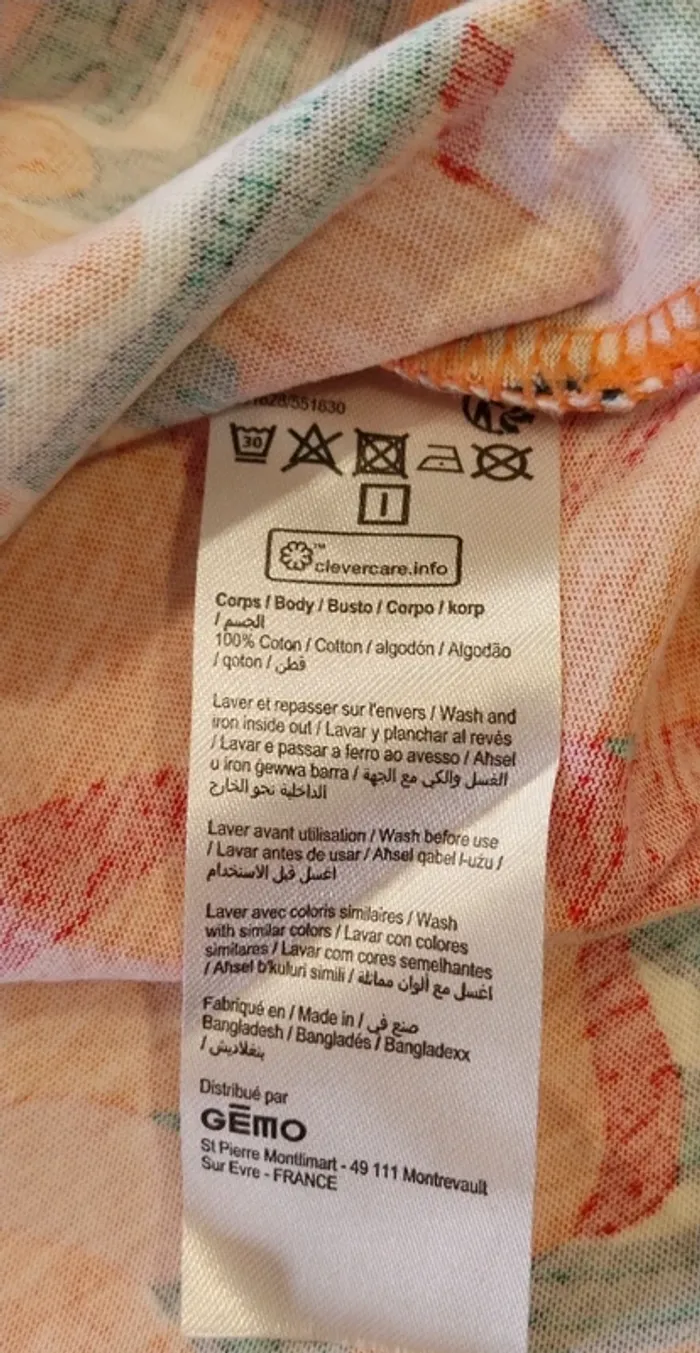 1628/551630
30
clevercare.info
Corps / Body / Busto / Corpo / korp
/ الجسم
100% Coton / Cotton / algodón / Algodão
/ qoton / قطن
Laver et repasser sur l'envers / Wash and
iron inside out / Lavar y planchar al revés
/ Lavar e passar a ferro ao avesso / Aħsel
u iron ġewwa barra / الغسل والكي مع الجهة
الداخلية نحو الخارج
Laver avant utilisation / Wash before use
/ Lavar antes de usar / Aħsel qabel l-użu /
اغسل قبل الاستخدام
Laver avec coloris similaires / Wash
with similar colors / Lavar con colores
similares / Lavar com cores semelhantes
/ Aħsel b'kuluri simili / اغسل مع ألوان مماثلة
Fabriqué en / Made in / صنع في
Bangladesh / Bangladés / Bangladexx
/ بنغلاديش
Distribué par
GĒMO
St Pierre Montlimart - 49 111 Montrevault
Sur Evre - FRANCE